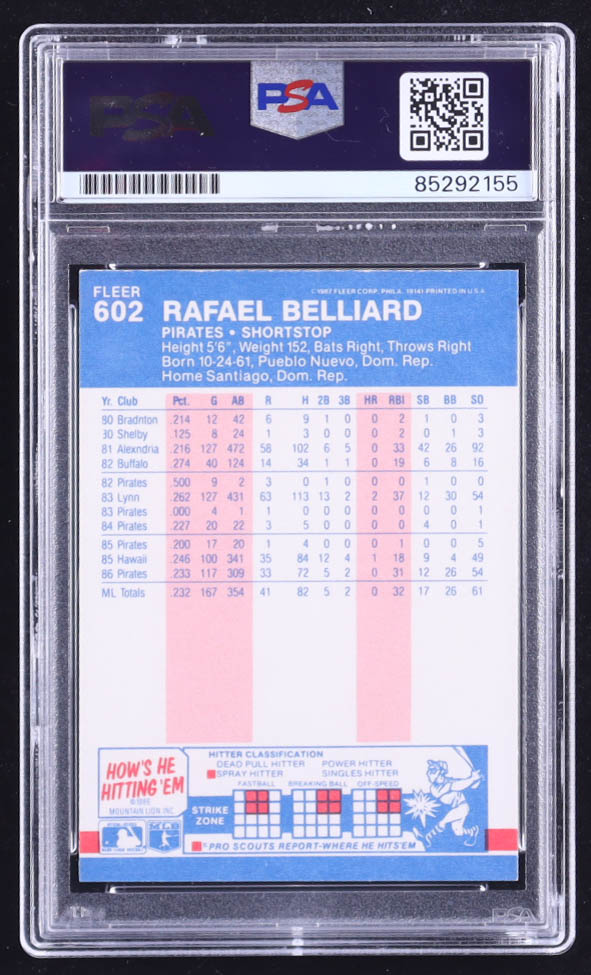 PSA
PSA
85292155
FLEER
602
© 1987 FLEER CORP. PHILA. 19141 PRINTED IN U.S.A
RAFAEL BELLIARD
PIRATES • SHORTSTOP
Height 5'6", Weight 152, Bats Right, Throws Right
Born 10-24-61, Pueblo Nuevo, Dom. Rep.
Home Santiago, Dom. Rep.
Yr. Club Pct. G AB R H 2B 3B HR RBI SB BB SO
80 Bradnton .214 12 42 6 9 1 0 0 2 1 0 3
80 Shelby .125 8 24 1 3 0 0 0 2 0 1 3
81 Alexndria .216 127 472 58 102 6 5 0 33 42 26 92
82 Buffalo .274 40 124 14 34 1 1 0 19 6 8 16
82 Pirates .500 9 2 3 0 1 0 0 0 1 0 0
83 Lynn .262 127 431 63 113 13 2 2 37 12 30 54
83 Pirates .000 4 1 1 0 0 0 0 0 0 0 1
84 Pirates .227 20 22 3 5 0 0 0 0 4 0 1
85 Pirates .200 17 20 1 4 0 0 0 1 0 0 5
85 Hawaii .246 100 341 35 84 12 4 1 18 9 4 49
86 Pirates .233 117 309 33 72 5 2 0 31 12 26 54
ML Totals .232 167 354 41 82 5 2 0 32 17 26 61
HOW'S HE
HITTING 'EM
©1986
MOUNTAIN LION INC
HITTER CLASSIFICATION
DEAD PULL HITTER POWER HITTER
SPRAY HITTER SINGLES HITTER
FASTBALL BREAKING BALL OFF-SPEED
STRIKE
ZONE
MLB
= PRO SCOUTS REPORT-WHERE HE HITS'EM
PSA